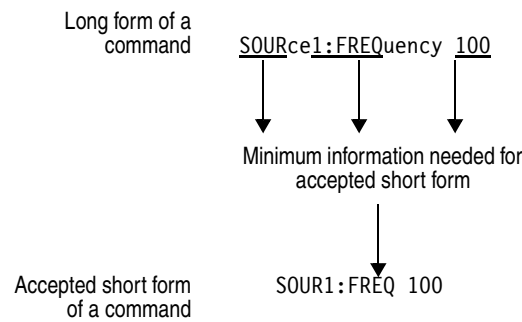 Long form of a
command
SOURce1:FREQuency 100
Minimum information needed for
accepted short form
Accepted short form
of a command
SOUR1:FREQ 100